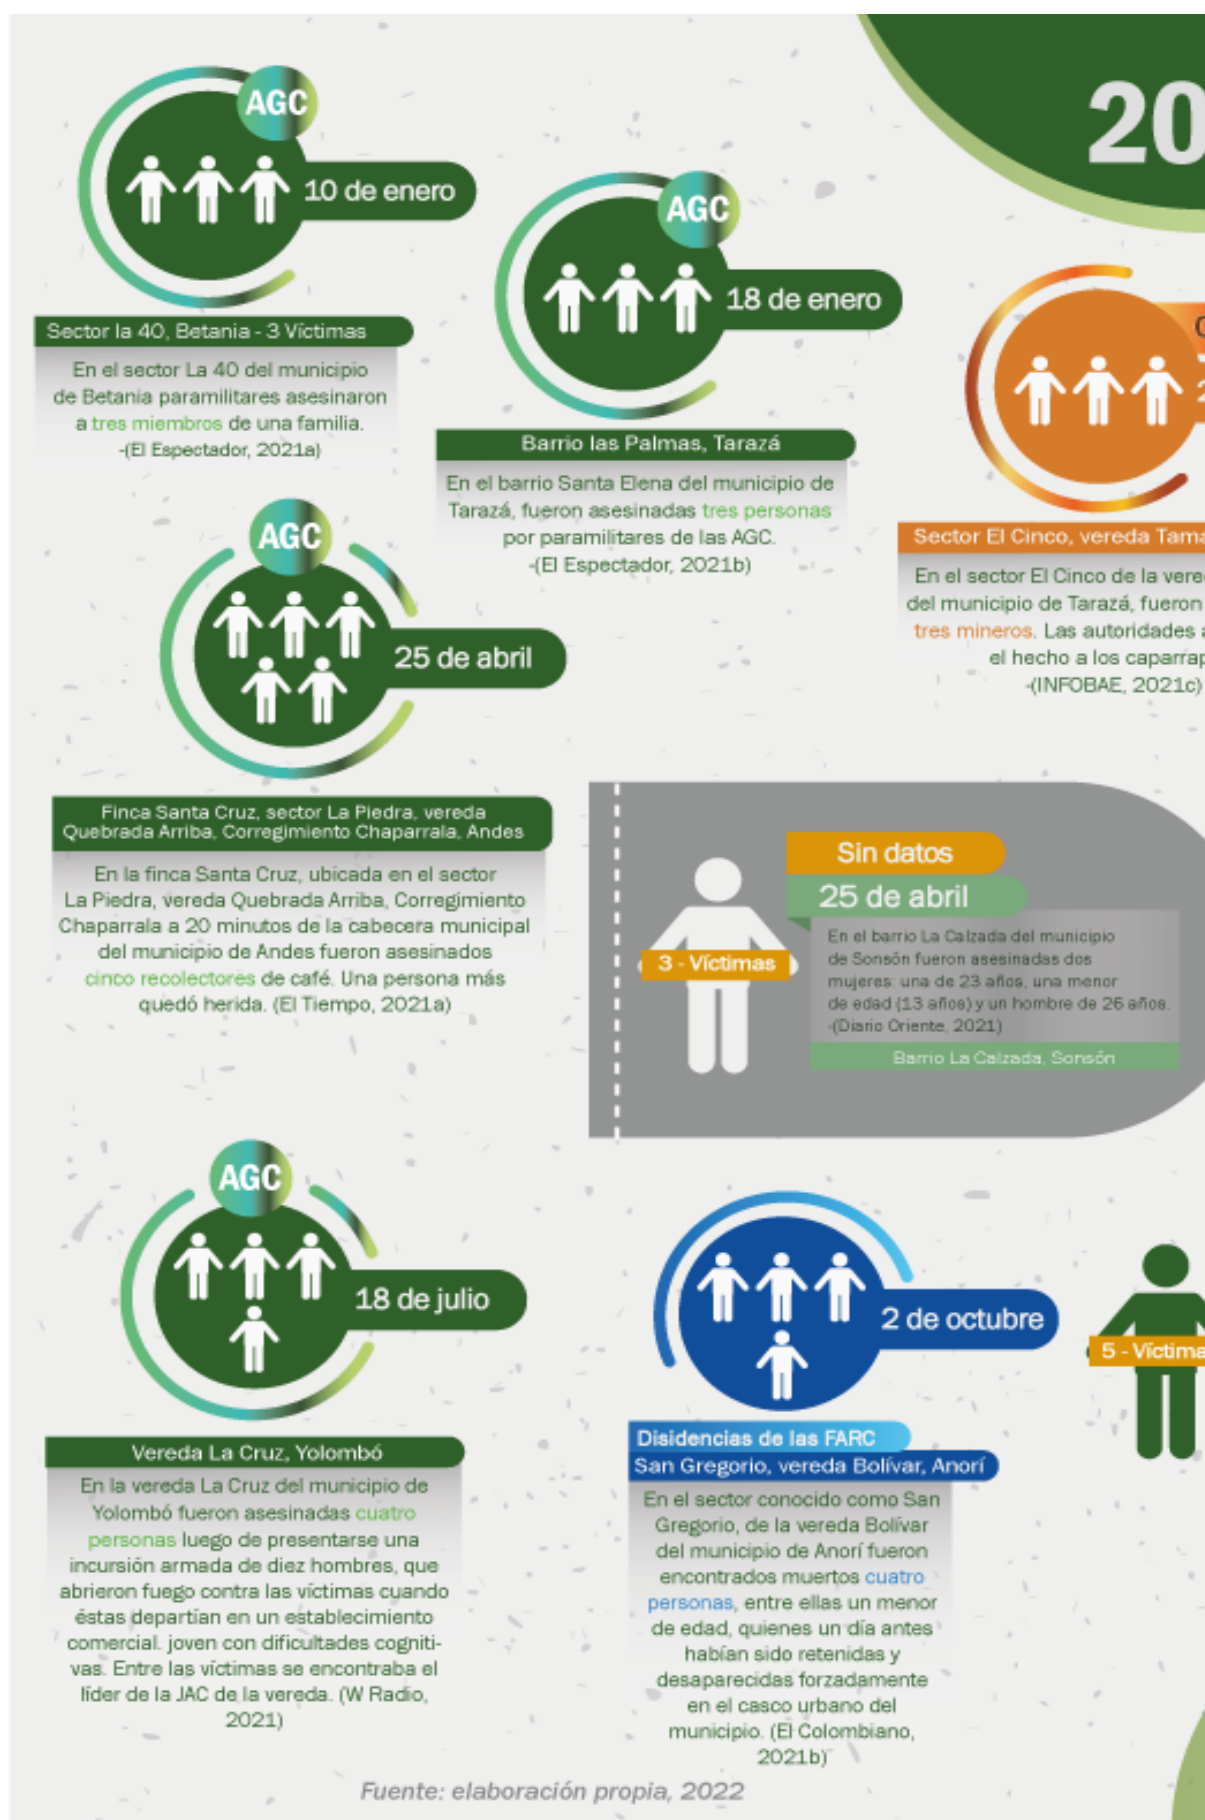 20
AGC
10 de enero
Sector la 40, Betania - 3 Víctimas
En el sector La 40 del municipio
de Betania paramilitares asesinaron
a tres miembros de una familia.
-(El Espectador, 2021a)
AGC
18 de enero
Barrio las Palmas, Tarazá
En el barrio Santa Elena del municipio de
Tarazá, fueron asesinadas tres personas
por paramilitares de las AGC.
-(El Espectador, 2021b)
Sector El Cinco, vereda Tama
En el sector El Cinco de la vere
del municipio de Tarazá, fueron
tres mineros. Las autoridades a
el hecho a los caparrap
-(INFOBAE, 2021c)
AGC
25 de abril
Finca Santa Cruz, sector La Piedra, vereda
Quebrada Arriba, Corregimiento Chaparrala, Andes
En la finca Santa Cruz, ubicada en el sector
La Piedra, vereda Quebrada Arriba, Corregimiento
Chaparrala a 20 minutos de la cabecera municipal
del municipio de Andes fueron asesinados
cinco recolectores de café. Una persona más
quedó herida. (El Tiempo, 2021a)
Sin datos
25 de abril
3 - Víctimas
En el barrio La Calzada del municipio
de Sonsón fueron asesinadas dos
mujeres: una de 23 años, una menor
de edad (13 años) y un hombre de 26 años.
-(Diario Oriente, 2021)
Barrio La Calzada, Sonsón
AGC
18 de julio
Vereda La Cruz, Yolombó
En la vereda La Cruz del municipio de
Yolombó fueron asesinadas cuatro
personas luego de presentarse una
incursión armada de diez hombres, que
abrieron fuego contra las víctimas cuando
éstas departían en un establecimiento
comercial. joven con dificultades cogniti-
vas. Entre las víctimas se encontraba el
líder de la JAC de la vereda. (W Radio,
2021)
2 de octubre
Disidencias de las FARC
San Gregorio, vereda Bolívar, Anorí
En el sector conocido como San
Gregorio, de la vereda Bolívar
del municipio de Anorí fueron
encontrados muertos cuatro
personas, entre ellas un menor
de edad, quienes un día antes
habían sido retenidas y
desaparecidas forzadamente
en el casco urbano del
municipio. (El Colombiano,
2021b)
5 - Víctima
Fuente: elaboración propia, 2022